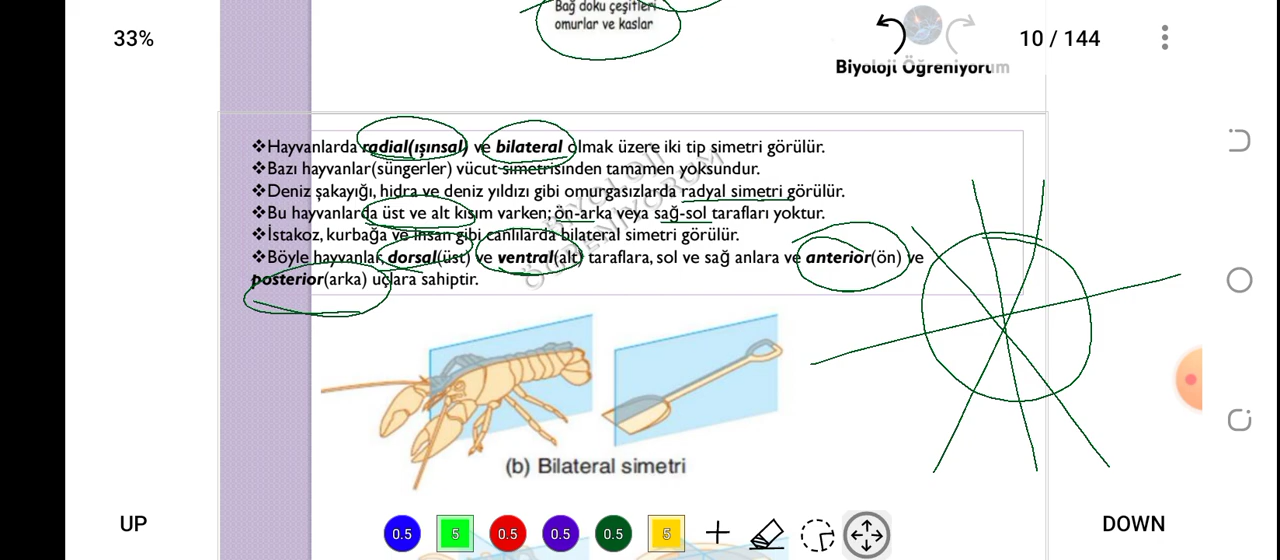 33%
Bağ doku çeşitleri
omurlar ve kaslar
10 / 144
Biyoloji Öğreniyorum
❖Hayvanlarda radial(ışınsal) ve bilateral olmak üzere iki tip simetri görülür.
❖Bazı hayvanlar(süngerler) vücut simetrisinden tamamen yoksundur.
❖Deniz şakayığı, hidra ve deniz yıldızı gibi omurgasızlarda radyal simetri görülür.
❖Bu hayvanlarda üst ve alt kısım varken; ön-arka veya sağ-sol tarafları yoktur.
❖İstakoz, kurbağa ve insan gibi canlılarda bilateral simetri görülür.
❖Böyle hayvanlar, dorsal(üst) ve ventral(alt) taraflara, sol ve sağ anlara ve anterior(ön) ve
posterior(arka) uçlara sahiptir.
BİYOLOJİ
ÖĞRENİYORUM
(b) Bilateral simetri
UP
0.5 5 0.5 0.5 0.5 5
DOWN